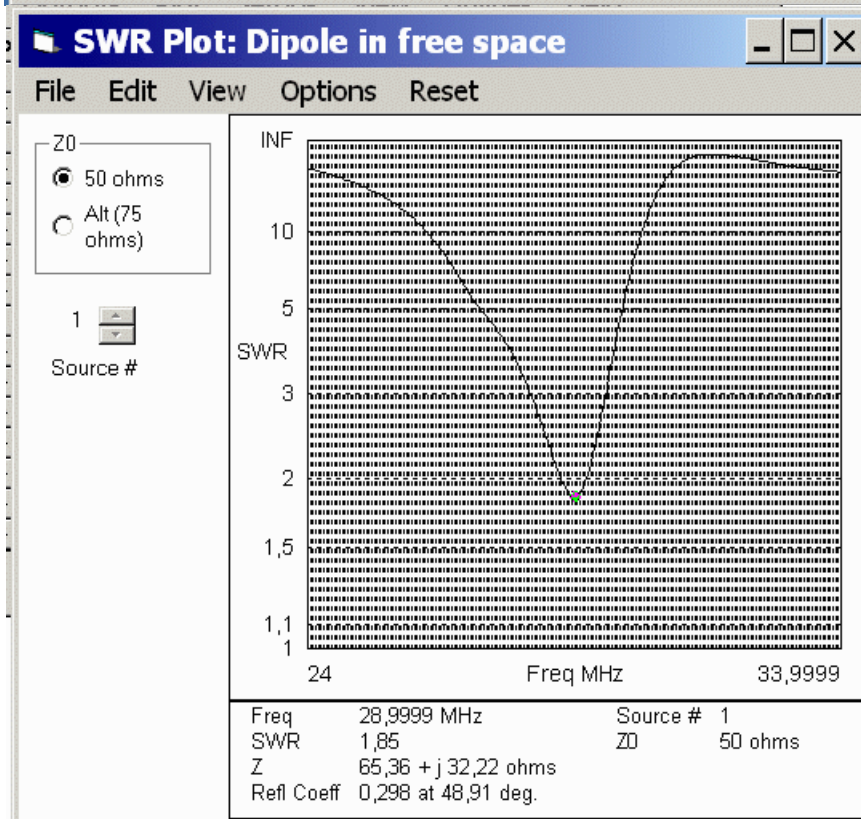 SWR Plot: Dipole in free space
File Edit View Options Reset
Z0
50 ohms
Alt (75
ohms)
1
Source #
INF
10
5
SWR
3
2
1,5
1,1
1
24 Freq MHz 33,9999
Freq 28,9999 MHz Source # 1
SWR 1,85 Z0 50 ohms
Z 65,36 + j 32,22 ohms
Refl Coeff 0,298 at 48,91 deg.